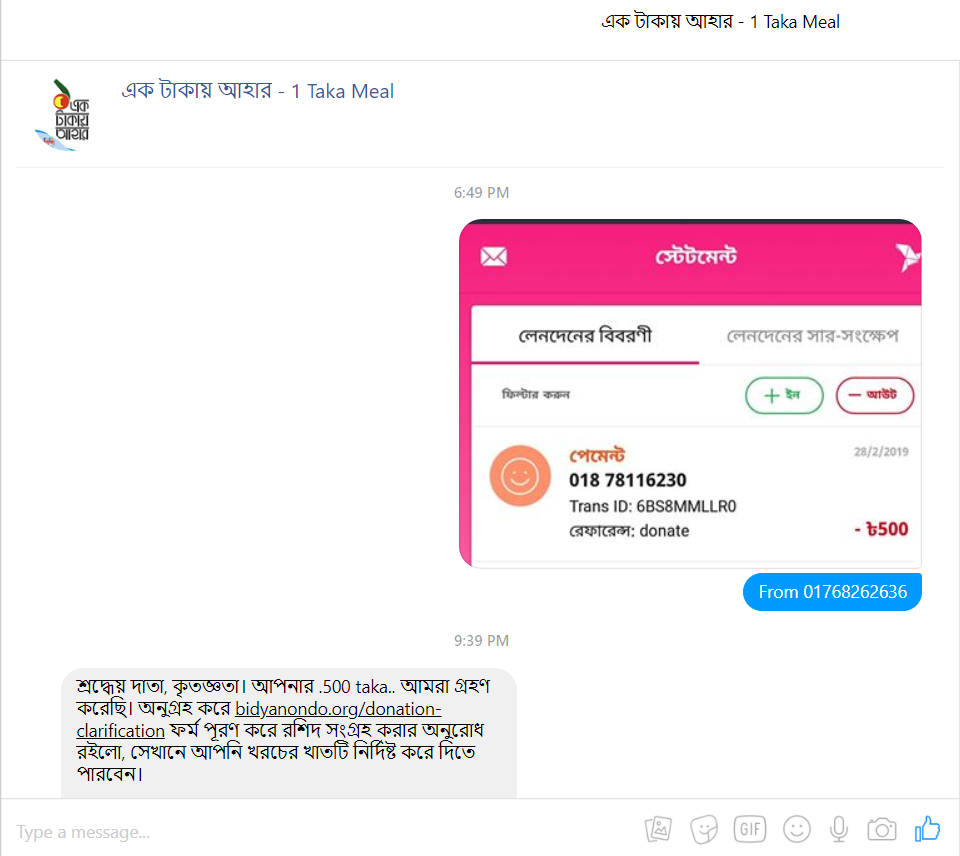 এক টাকায় আহার - 1 Taka Meal
এক টাকায় আহার
এক টাকায় আহার - 1 Taka Meal
6:49 PM
স্টেটমেন্ট
লেনদেনের বিবরণী
লেনদেনের সার-সংক্ষেপ
ফিল্টার করুন
+ ইন
− আউট
পেমেন্ট
28/2/2019
018 78116230
Trans ID: 6BS8MMLLR0
রেফারেন্স: donate
- ৳500
From 01768262636
9:39 PM
শ্রদ্ধেয় দাতা, কৃতজ্ঞতা। আপনার .500 taka.. আমরা গ্রহণ
করেছি। অনুগ্রহ করে bidyanondo.org/donation-
clarification ফর্ম পূরণ করে রশিদ সংগ্রহ করার অনুরোধ
রইলো, সেখানে আপনি খরচের খাতটি নির্দিষ্ট করে দিতে
পারবেন।
Type a message...
GIF